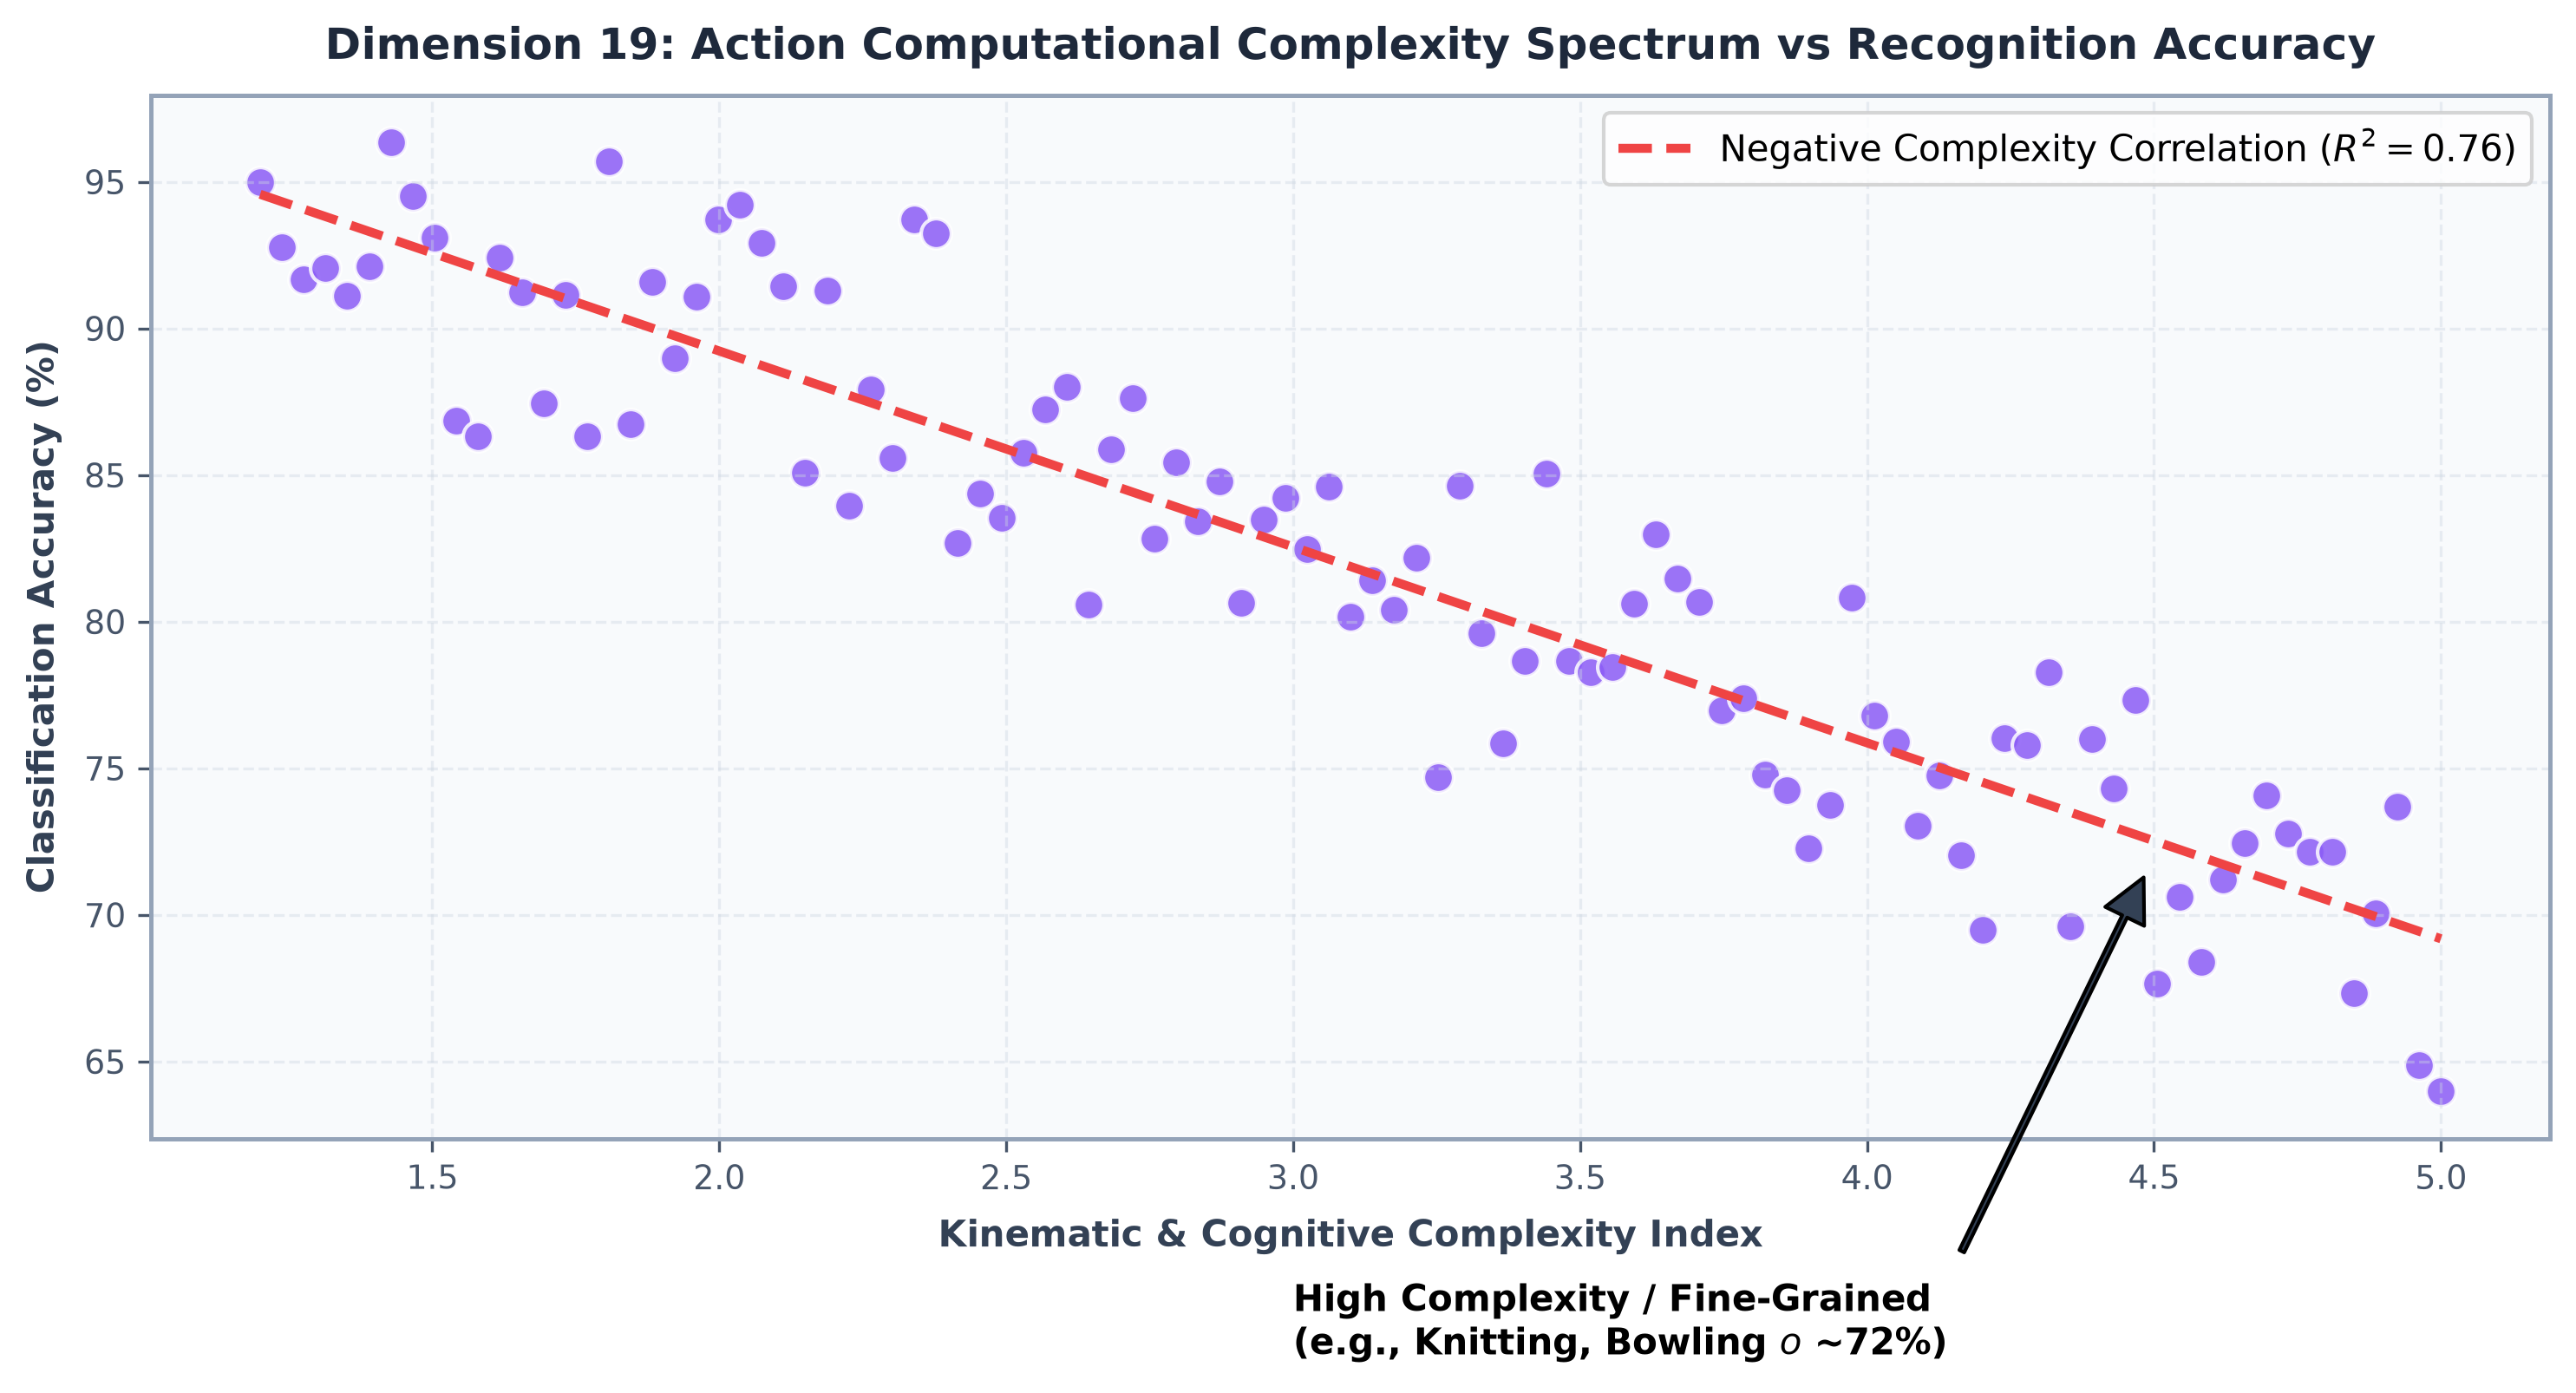 Dimension 19: Action Computational Complexity Spectrum vs Recognition Accuracy
Negative Complexity Correlation (R² = 0.76)
Classification Accuracy (%)
95
90
85
80
75
70
65
1.5 2.0 2.5 3.0 3.5 4.0 4.5 5.0
Kinematic & Cognitive Complexity Index
High Complexity / Fine-Grained
(e.g., Knitting, Bowling o ~72%)